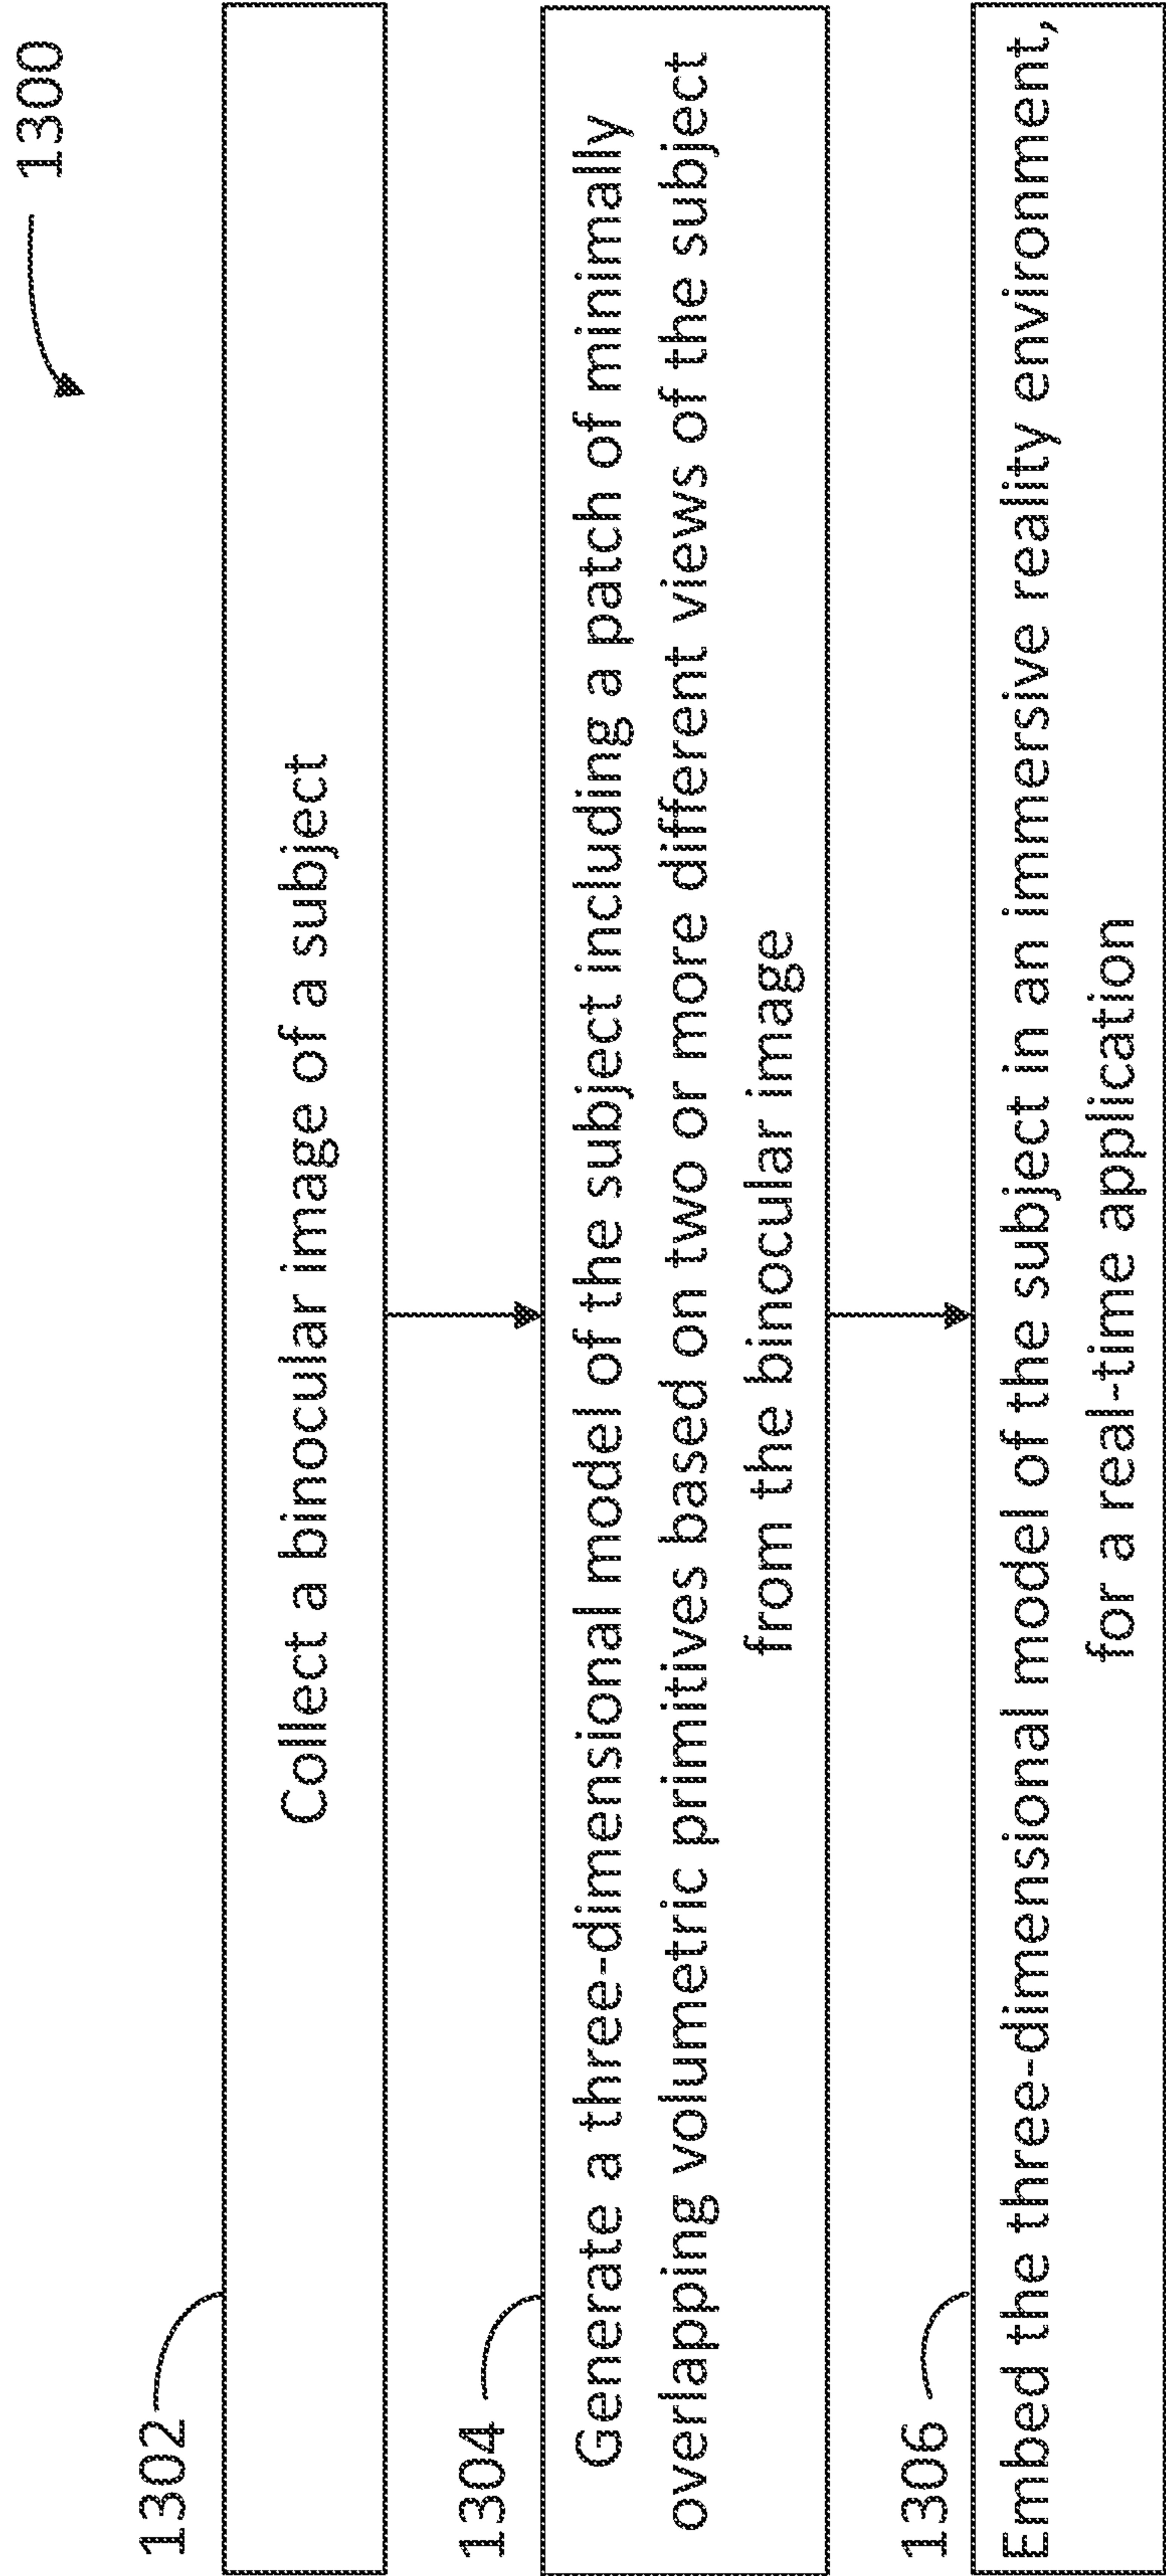 1300
1302
Collect a binocular image of a subject
1304
Generate a three-dimensional model of the subject including a patch of minimally
overlapping volumetric primitives based on two or more different views of the subject
from the binocular image
1306
Embed the three-dimensional model of the subject in an immersive reality environment,
for a real-time application